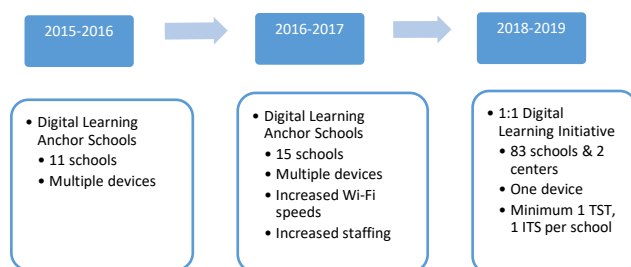 2015-2016
2016-2017
2018-2019
• Digital Learning
Anchor Schools
• 11 schools
• Multiple devices
• Digital Learning
Anchor Schools
• 15 schools
• Multiple devices
• Increased Wi-Fi
speeds
• Increased staffing
• 1:1 Digital
Learning Initiative
• 83 schools & 2
centers
• One device
• Minimum 1 TST,
1 ITS per school